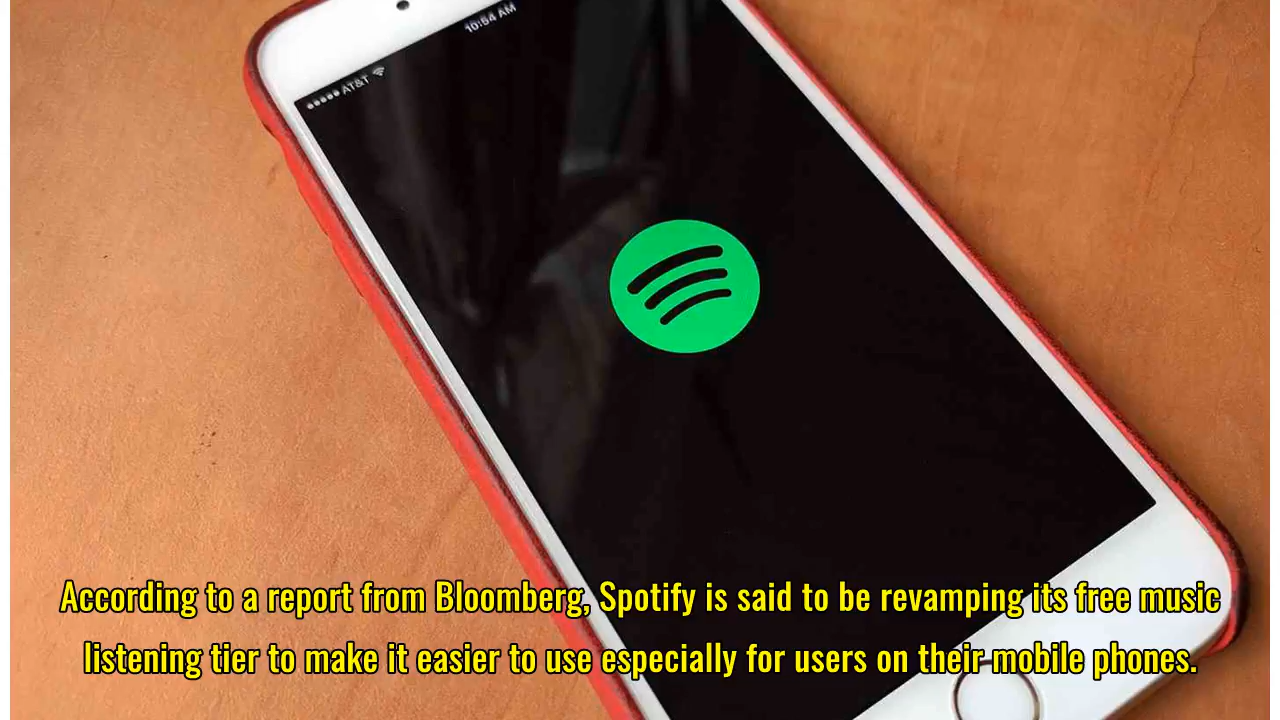 10:54 AM
AT&T
According to a report from Bloomberg, Spotify is said to be revamping its free music
listening tier to make it easier to use especially for users on their mobile phones.